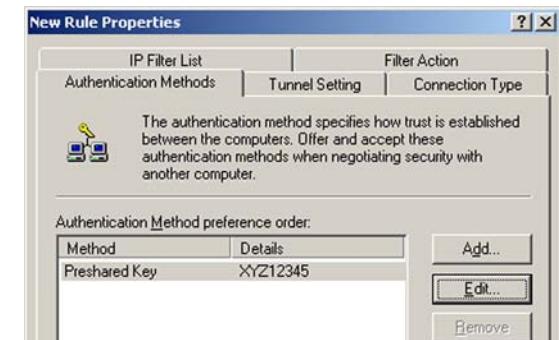 New Rule Properties
IP Filter List
Filter Action
Authentication Methods
Tunnel Setting
Connection Type
The authentication method specifies how trust is established
between the computers. Offer and accept these
authentication methods when negotiating security with
another computer.
Authentication Method preference order:
Method
Details
Add...
Preshared Key
XYZ12345
Edit...
Remove